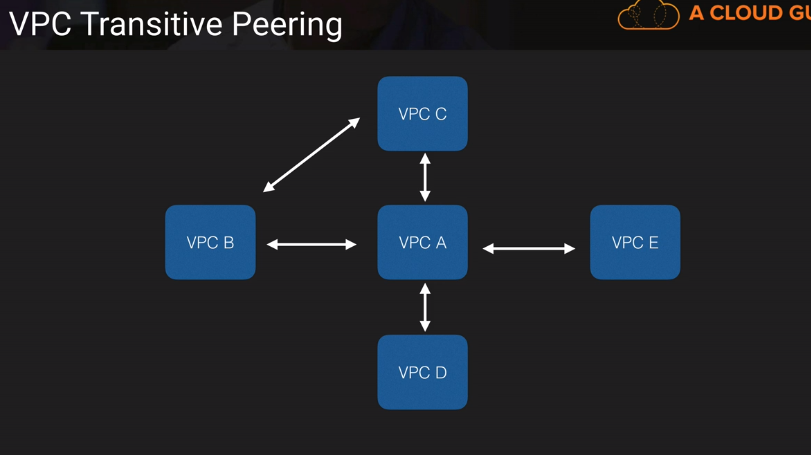 VPC Transitive Peering
A CLOUD GU
VPC C
VPC B
VPC A
VPC E
VPC D